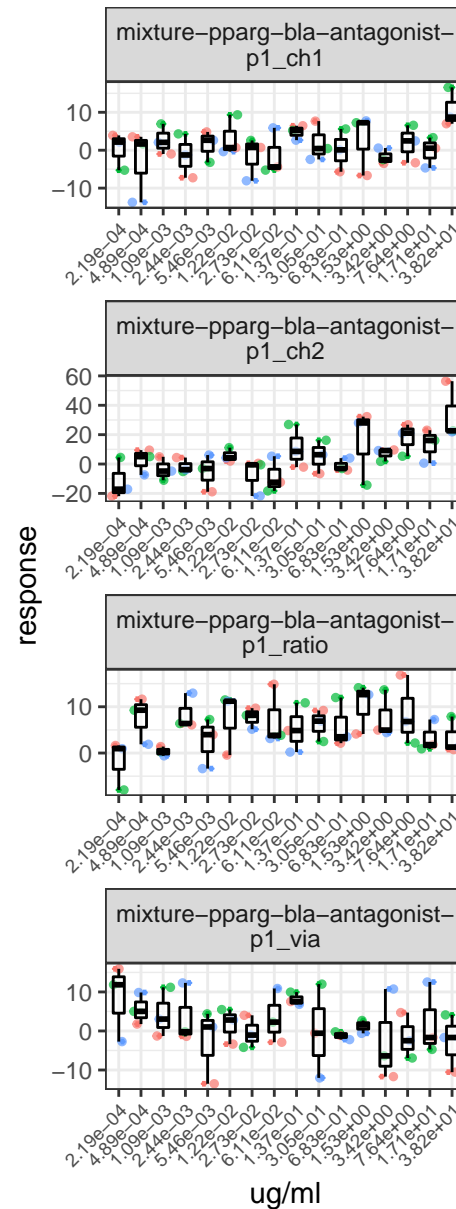 mixture−pparg−bla−antagonist−
p1_ch1
10
0
−10
2.19e−04
4.89e−04
1.09e−03
2.44e−03
5.46e−03
1.22e−02
2.73e−02
6.11e−02
1.37e−01
3.05e−01
6.83e−01
1.53e+00
3.42e+00
7.64e+00
1.71e+01
3.82e+01
mixture−pparg−bla−antagonist−
p1_ch2
60
40
20
0
−20
2.19e−04
4.89e−04
1.09e−03
2.44e−03
5.46e−03
1.22e−02
2.73e−02
6.11e−02
1.37e−01
3.05e−01
6.83e−01
1.53e+00
3.42e+00
7.64e+00
1.71e+01
3.82e+01
response
mixture−pparg−bla−antagonist−
p1_ratio
10
0
2.19e−04
4.89e−04
1.09e−03
2.44e−03
5.46e−03
1.22e−02
2.73e−02
6.11e−02
1.37e−01
3.05e−01
6.83e−01
1.53e+00
3.42e+00
7.64e+00
1.71e+01
3.82e+01
mixture−pparg−bla−antagonist−
p1_via
10
0
−10
2.19e−04
4.89e−04
1.09e−03
2.44e−03
5.46e−03
1.22e−02
2.73e−02
6.11e−02
1.37e−01
3.05e−01
6.83e−01
1.53e+00
3.42e+00
7.64e+00
1.71e+01
3.82e+01
ug/ml